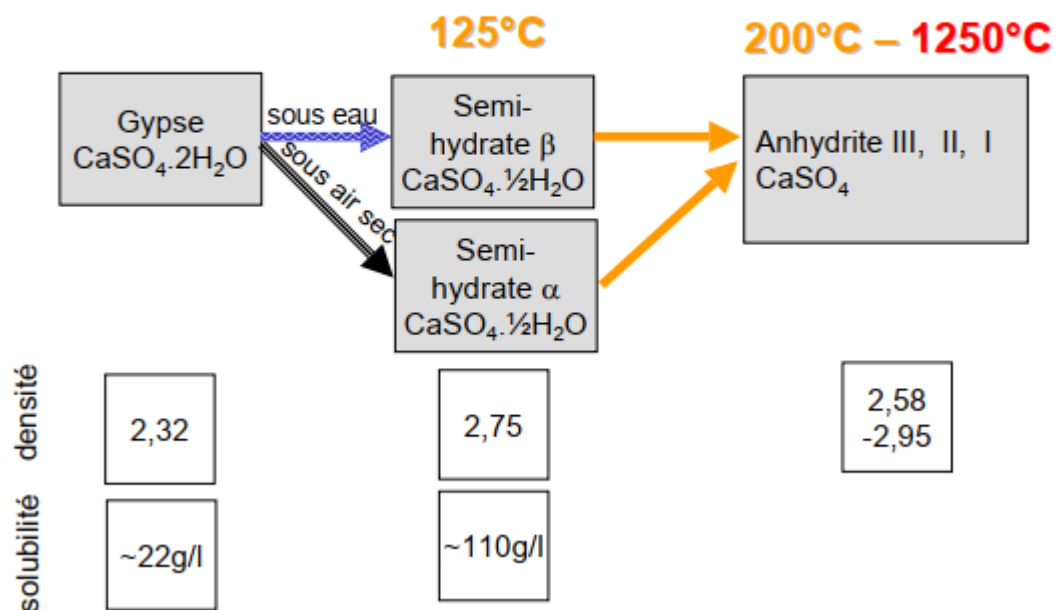 125°C
200°C – 1250°C
Gypse
CaSO₄.2H₂O
sous eau
sous air sec
Semi-
hydrate β
CaSO₄.½H₂O
Anhydrite III, II, I
CaSO₄
Semi-
hydrate α
CaSO₄.½H₂O
densité
2,32
2,75
2,58
-2,95
solubilité
~22g/l
~110g/l